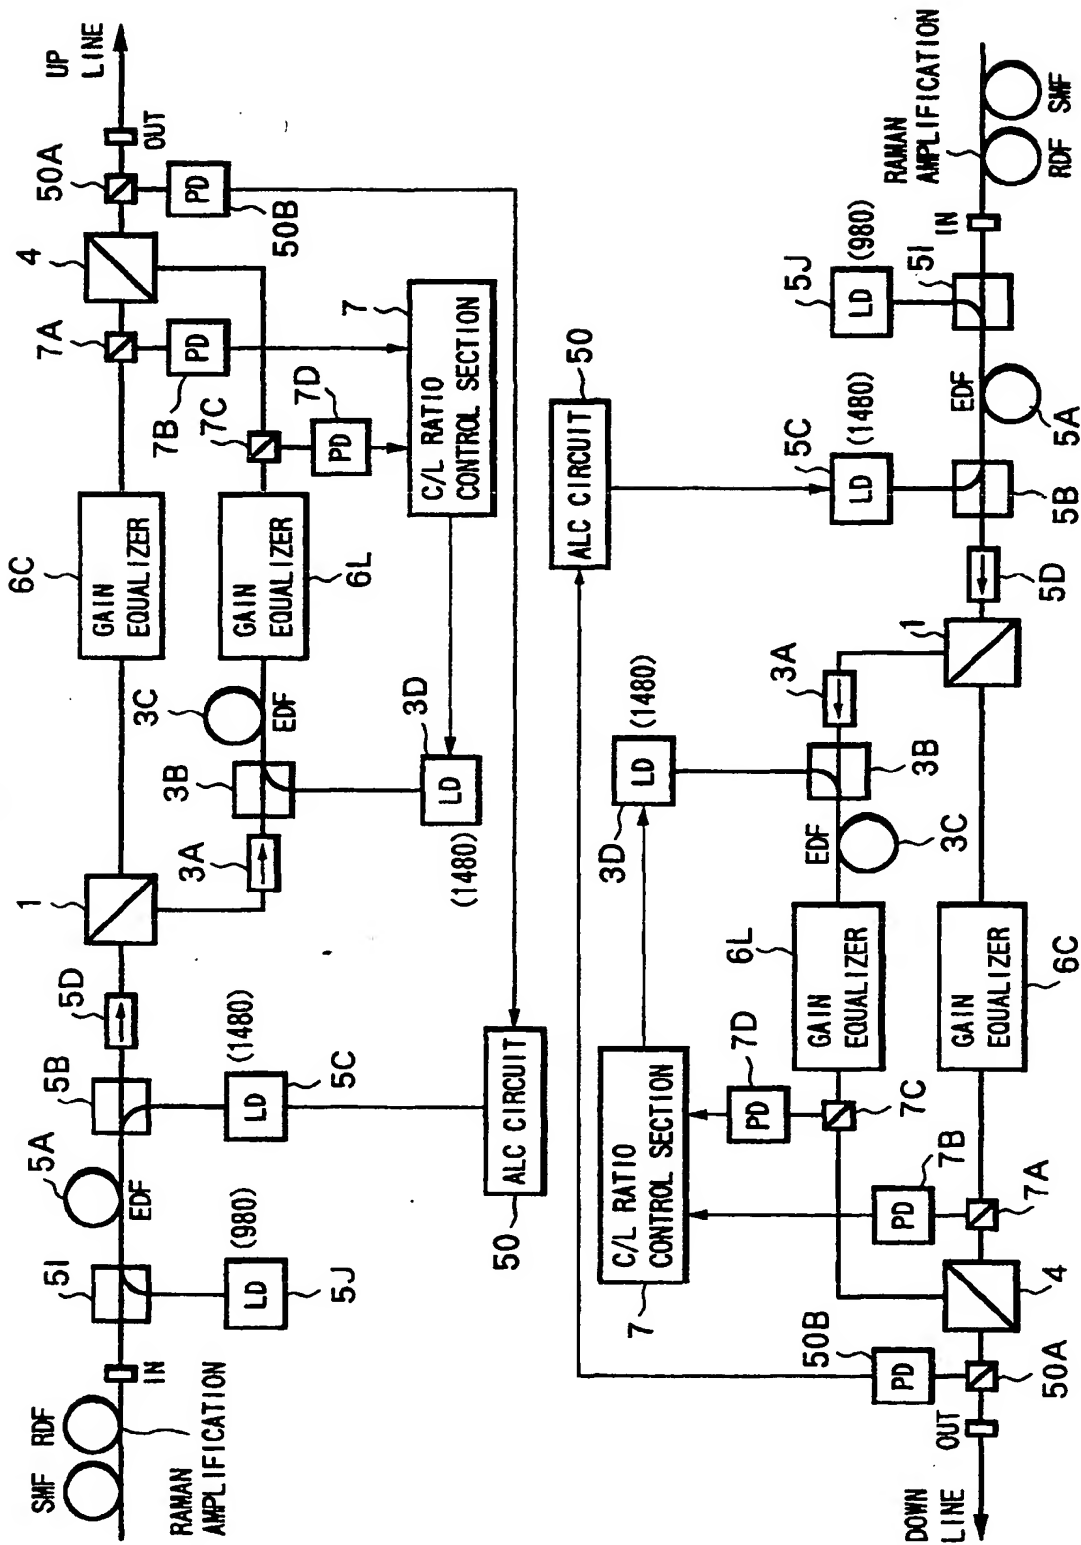 SMF
RDF
RAMAN
AMPLIFICATION
IN
5I
LD
(980)
5J
5A
EDF
5B
LD
(1480)
5C
5D
ALC CIRCUIT
50
1
3A
3B
3C
EDF
LD
(1480)
3D
GAIN
EQUALIZER
6C
GAIN
EQUALIZER
6L
7A
PD
7B
7C
PD
7D
C/L RATIO
CONTROL SECTION
7
4
50A
PD
50B
OUT
UP
LINE
DOWN
LINE
OUT
50A
PD
50B
4
7A
PD
7B
7C
PD
7D
C/L RATIO
CONTROL SECTION
7
GAIN
EQUALIZER
6L
GAIN
EQUALIZER
6C
EDF
3C
3B
LD
(1480)
3D
3A
1
5D
ALC CIRCUIT
50
5B
LD
(1480)
5C
EDF
5A
5I
LD
(980)
5J
IN
RAMAN
AMPLIFICATION
RDF
SMF